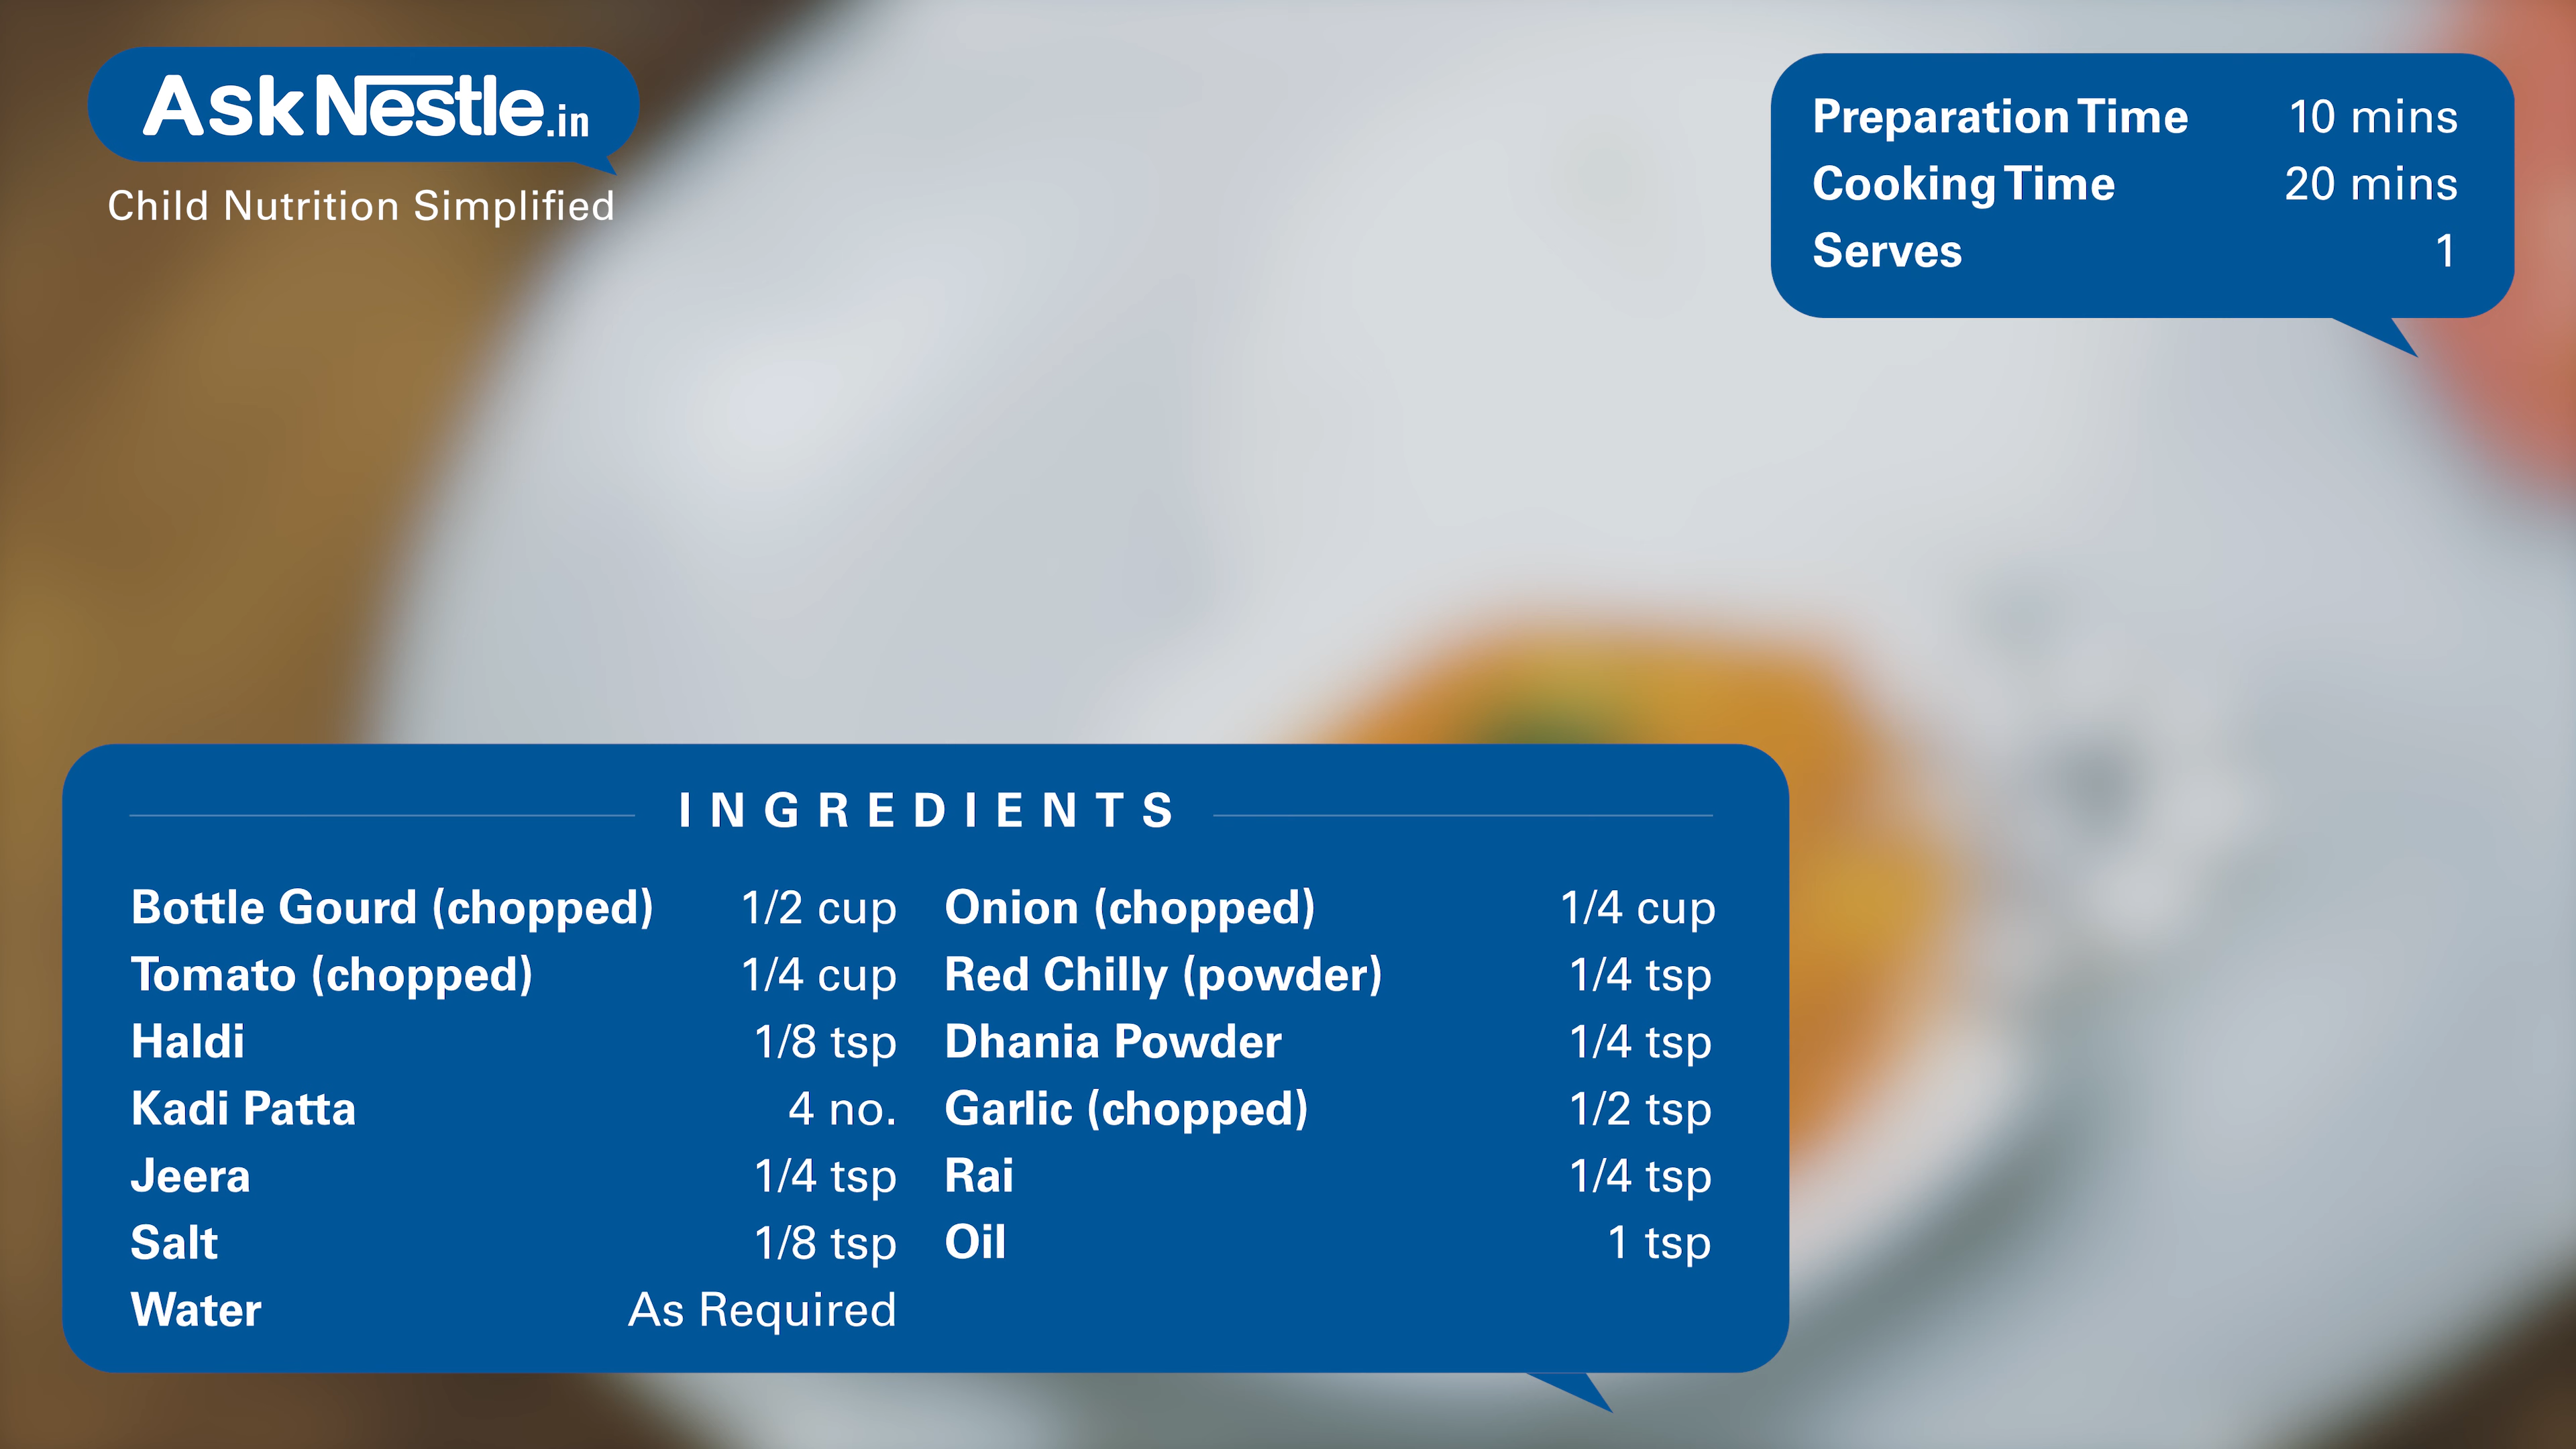 AskNestle.in
Child Nutrition Simplified
Preparation Time 10 mins
Cooking Time 20 mins
Serves 1
INGREDIENTS
Bottle Gourd (chopped) 1/2 cup Onion (chopped) 1/4 cup
Tomato (chopped) 1/4 cup Red Chilly (powder) 1/4 tsp
Haldi 1/8 tsp Dhania Powder 1/4 tsp
Kadi Patta 4 no. Garlic (chopped) 1/2 tsp
Jeera 1/4 tsp Rai 1/4 tsp
Salt 1/8 tsp Oil 1 tsp
Water As Required